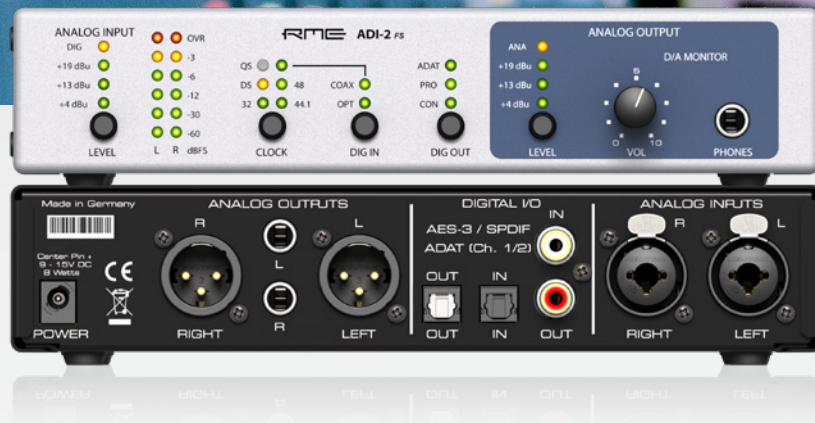 ANALOG INPUT
DIG
+19 dBu
+13 dBu
+4 dBu
LEVEL
OVR
-3
-6
-12
-30
-60
L R dBFS
RME ADI-2 FS
QS
DS 48
32 44.1
CLOCK
COAX
OPT
DIG IN
ADAT
PRO
CON
DIG OUT
ANALOG OUTPUT
ANA
+19 dBu
+13 dBu
+4 dBu
LEVEL
D/A MONITOR
5
0 10
VOL
PHONES
Made in Germany
Center Pin +
9 - 15V DC
8 Watts
CE
POWER
ANALOG OUTPUTS
R
L
L
R
RIGHT
LEFT
DIGITAL I/O
IN
AES-3 / SPDIF
ADAT (Ch. 1/2)
OUT IN
OUT IN OUT
ANALOG INPUTS
R
L
RIGHT
LEFT